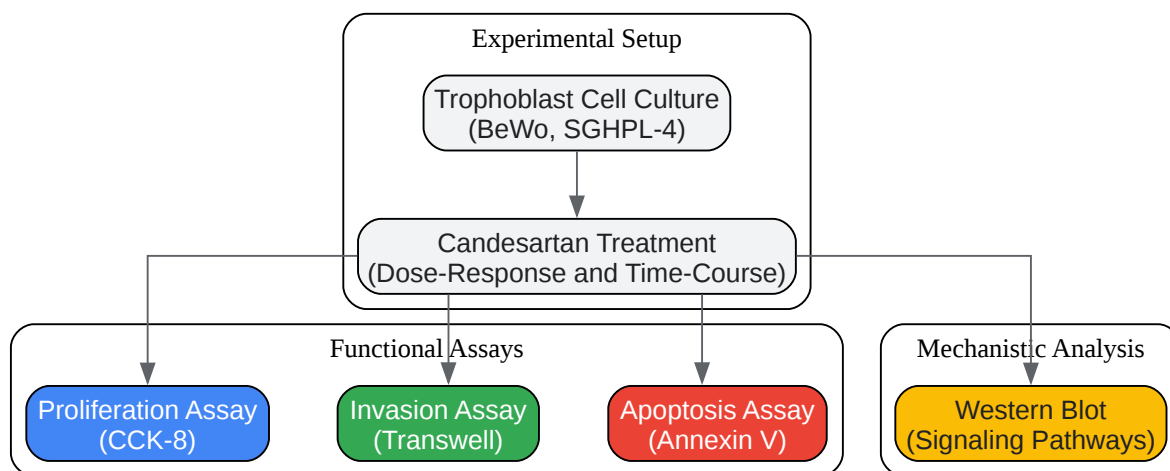 Experimental Setup
Trophoblast Cell Culture
(BeWo, SGHPL-4)
Candesartan Treatment
(Dose-Response and Time-Course)
Functional Assays
Mechanistic Analysis
Proliferation Assay
(CCK-8)
Invasion Assay
(Transwell)
Apoptosis Assay
(Annexin V)
Western Blot
(Signaling Pathways)